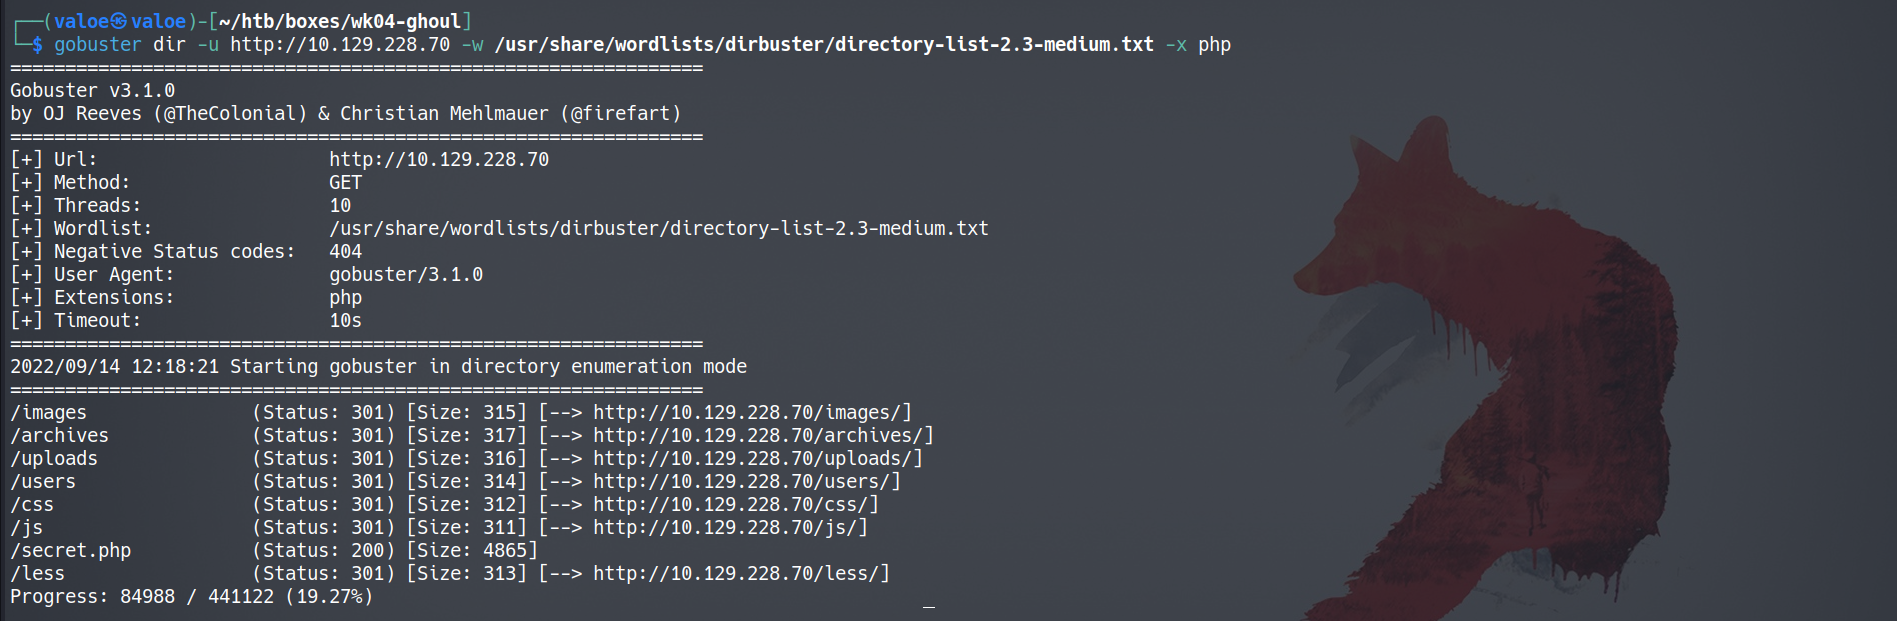 ┌──(valoe㉿valoe)-[~/htb/boxes/wk04-ghoul]
└─$ gobuster dir -u http://10.129.228.70 -w /usr/share/wordlists/dirbuster/directory-list-2.3-medium.txt -x php
===============================================================
Gobuster v3.1.0
by OJ Reeves (@TheColonial) & Christian Mehlmauer (@firefart)
===============================================================
[+] Url:                     http://10.129.228.70
[+] Method:                  GET
[+] Threads:                 10
[+] Wordlist:                /usr/share/wordlists/dirbuster/directory-list-2.3-medium.txt
[+] Negative Status codes:   404
[+] User Agent:              gobuster/3.1.0
[+] Extensions:              php
[+] Timeout:                 10s
===============================================================
2022/09/14 12:18:21 Starting gobuster in directory enumeration mode
===============================================================
/images               (Status: 301) [Size: 315] [--> http://10.129.228.70/images/]
/archives             (Status: 301) [Size: 317] [--> http://10.129.228.70/archives/]
/uploads              (Status: 301) [Size: 316] [--> http://10.129.228.70/uploads/]
/users                (Status: 301) [Size: 314] [--> http://10.129.228.70/users/]
/css                  (Status: 301) [Size: 312] [--> http://10.129.228.70/css/]
/js                   (Status: 301) [Size: 311] [--> http://10.129.228.70/js/]
/secret.php           (Status: 200) [Size: 4865]
/less                 (Status: 301) [Size: 313] [--> http://10.129.228.70/less/]
Progress: 84988 / 441122 (19.27%)